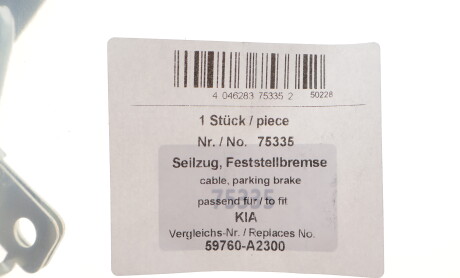 4 046283 75335 2 50228
1 Stück / piece
Nr. / No. 75335
Seilzug, Feststellbremse
cable, parking brake
75335
passend für / to fit
KIA
Vergleichs-Nr. / Replaces No.
59760-A2300